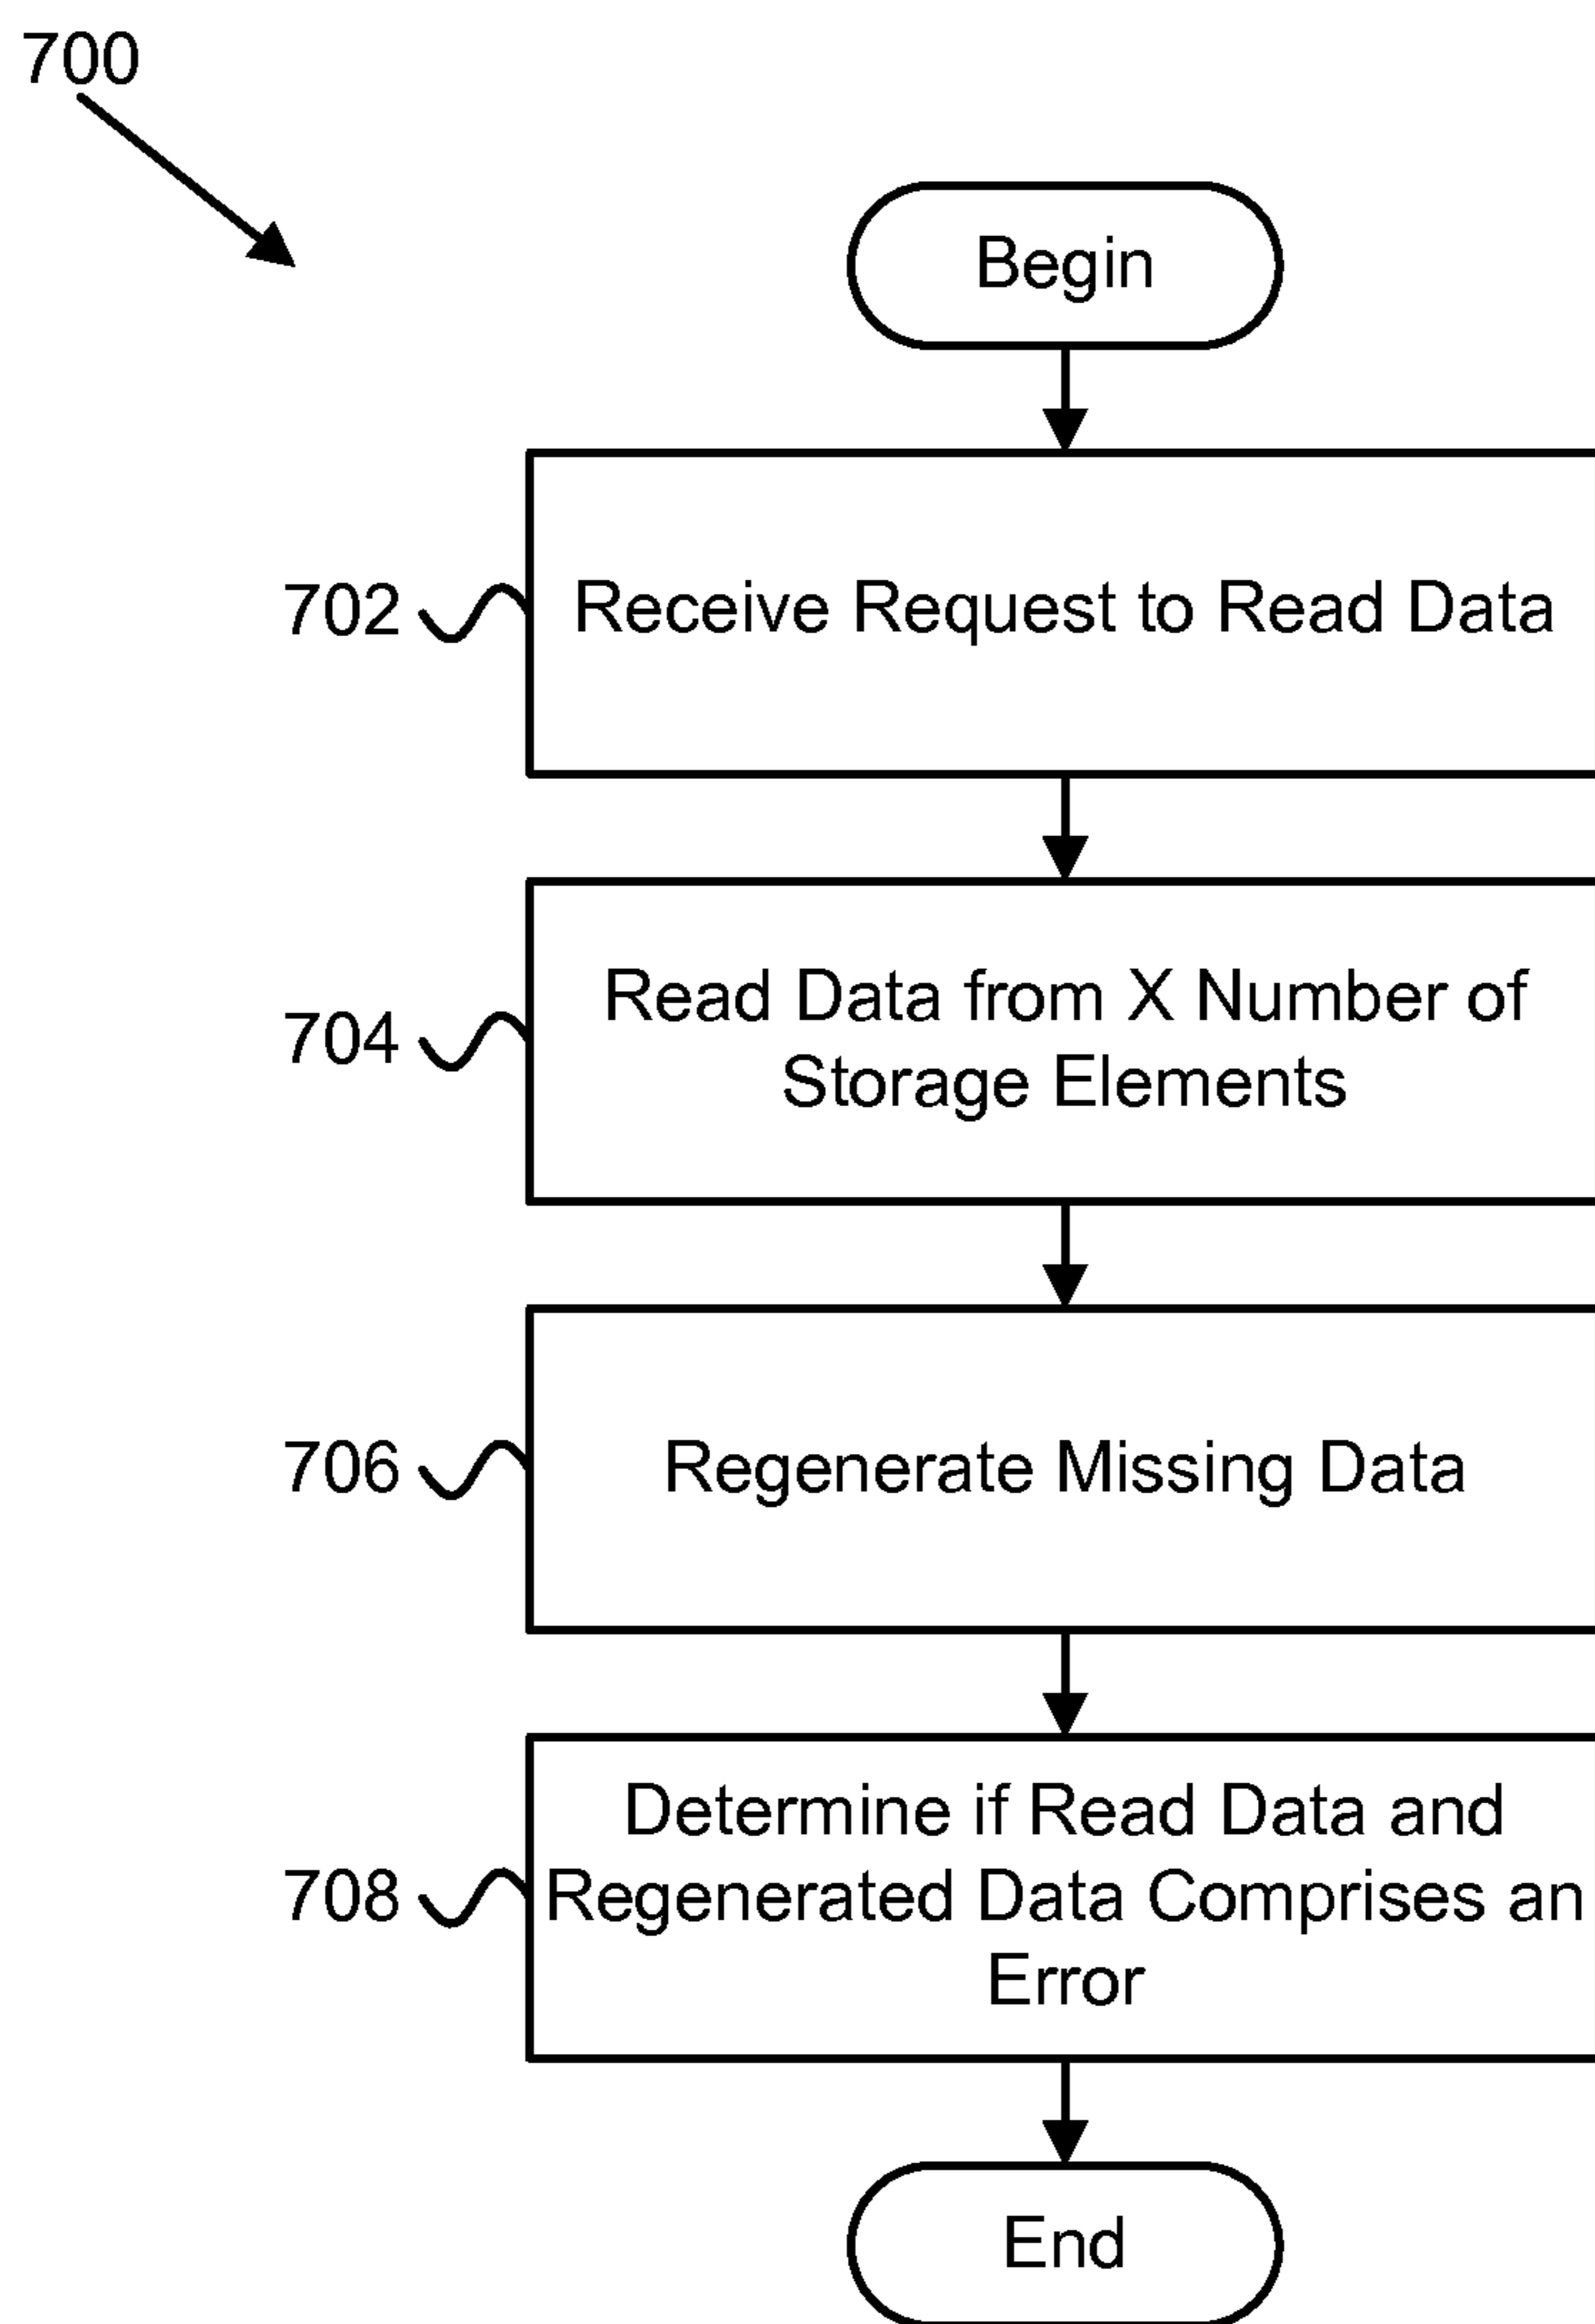 700
Begin
702
Receive Request to Read Data
704
Read Data from X Number of
Storage Elements
706
Regenerate Missing Data
708
Determine if Read Data and
Regenerated Data Comprises an
Error
End